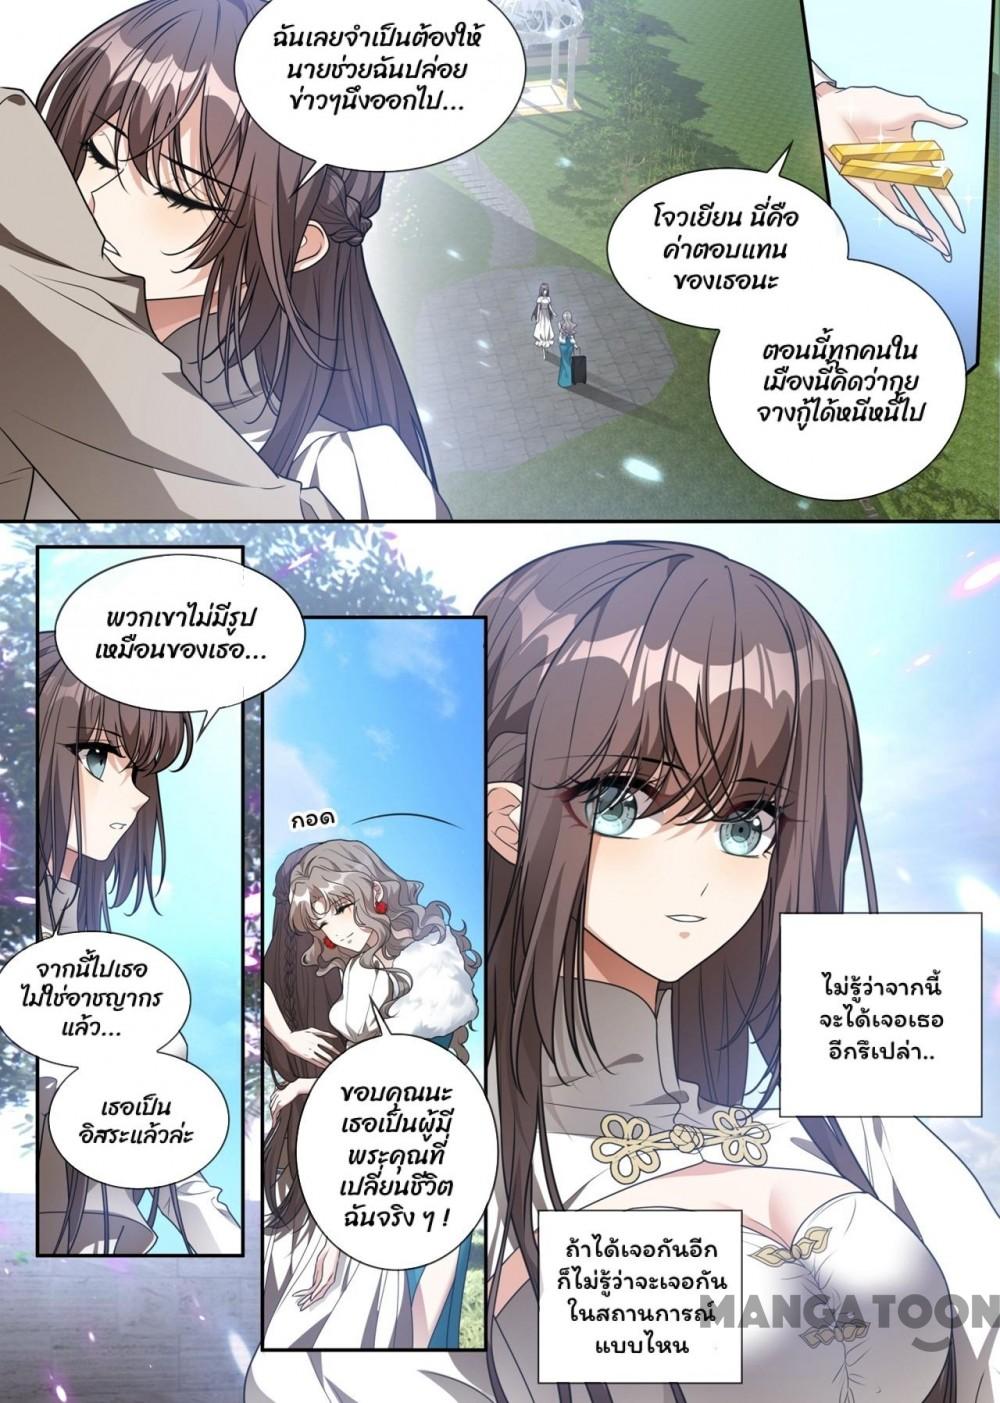 ฉันเลยจำเป็นต้องให้
นายช่วยฉันปล่อย
ข่าวๆนึงออกไป...
โจวเยียน นี่คือ
ค่าตอบแทน
ของเธอนะ
ตอนนี้ทุกคนใน
เมืองนี้คิดว่ากุย
จางกู้ได้หนีหนี้ไป
พวกเขาไม่มีรูป
เหมือนของเธอ...
จากนี้ไปเธอ
ไม่ใช่อาชญากร
แล้ว...
เธอเป็น
อิสระแล้วล่ะ
กอด
ขอบคุณนะ
เธอเป็นผู้มี
พระคุณที่
เปลี่ยนชีวิต
ฉันจริง ๆ !
ไม่รู้ว่าจากนี้
จะได้เจอเธอ
อีกรึเปล่า..
ถ้าได้เจอกันอีก
ก็ไม่รู้ว่าจะเจอกัน
ในสถานการณ์
แบบไหน
MANGATOON